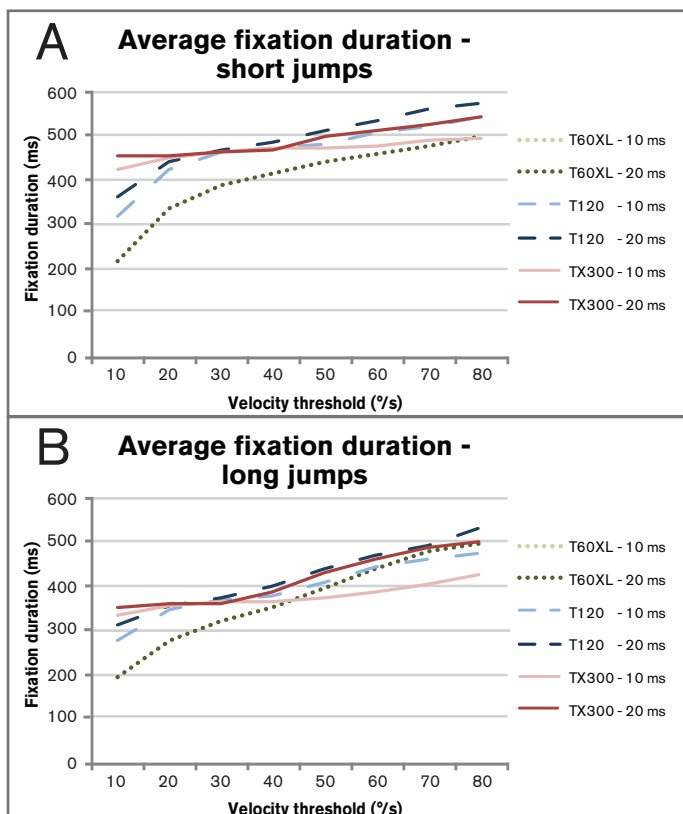 A
Average fixation duration -
short jumps
Fixation duration (ms)
600
500
400
300
200
100
0
10 20 30 40 50 60 70 80
Velocity threshold (°/s)
T60XL - 10 ms
T60XL - 20 ms
T120 - 10 ms
T120 - 20 ms
TX300 - 10 ms
TX300 - 20 ms
B
Average fixation duration -
long jumps
Fixation duration (ms)
600
500
400
300
200
100
0
10 20 30 40 50 60 70 80
Velocity threshold (°/s)
T60XL - 10 ms
T60XL - 20 ms
T120 - 10 ms
T120 - 20 ms
TX300 - 10 ms
TX300 - 20 ms